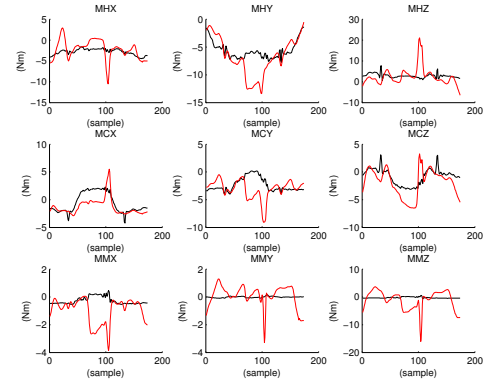 MHX MHY MHZ
5 0 −5 −10 −15 (Nm) 0 100 200 (sample)
0 −5 −10 −15 (Nm) 0 100 200 (sample)
30 20 10 0 −10 (Nm) 0 100 200 (sample)
MCX MCY MCZ
10 5 0 −5 (Nm) 0 100 200 (sample)
5 0 −5 −10 (Nm) 0 100 200 (sample)
5 0 −5 −10 (Nm) 0 100 200 (sample)
MMX MMY MMZ
2 0 −2 −4 (Nm) 0 100 200 (sample)
2 0 −2 −4 (Nm) 0 100 200 (sample)
10 0 −10 −20 (Nm) 0 100 200 (sample)